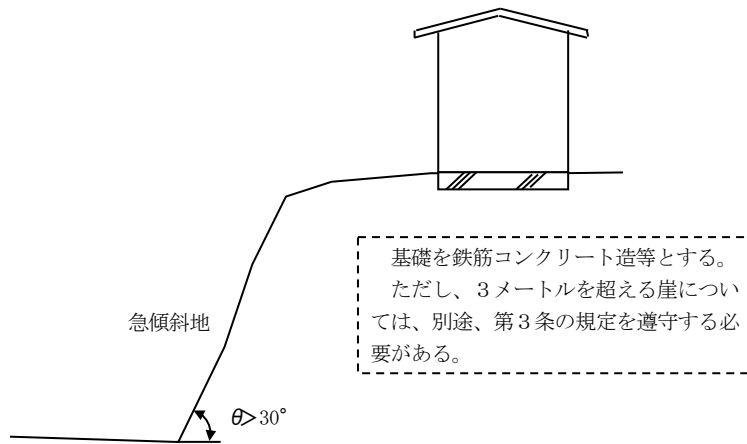 基礎を鉄筋コンクリート造等とする。
ただし、3メートルを超える崖につい
ては、別途、第3条の規定を遵守する必
要がある。
急傾斜地
θ>30°